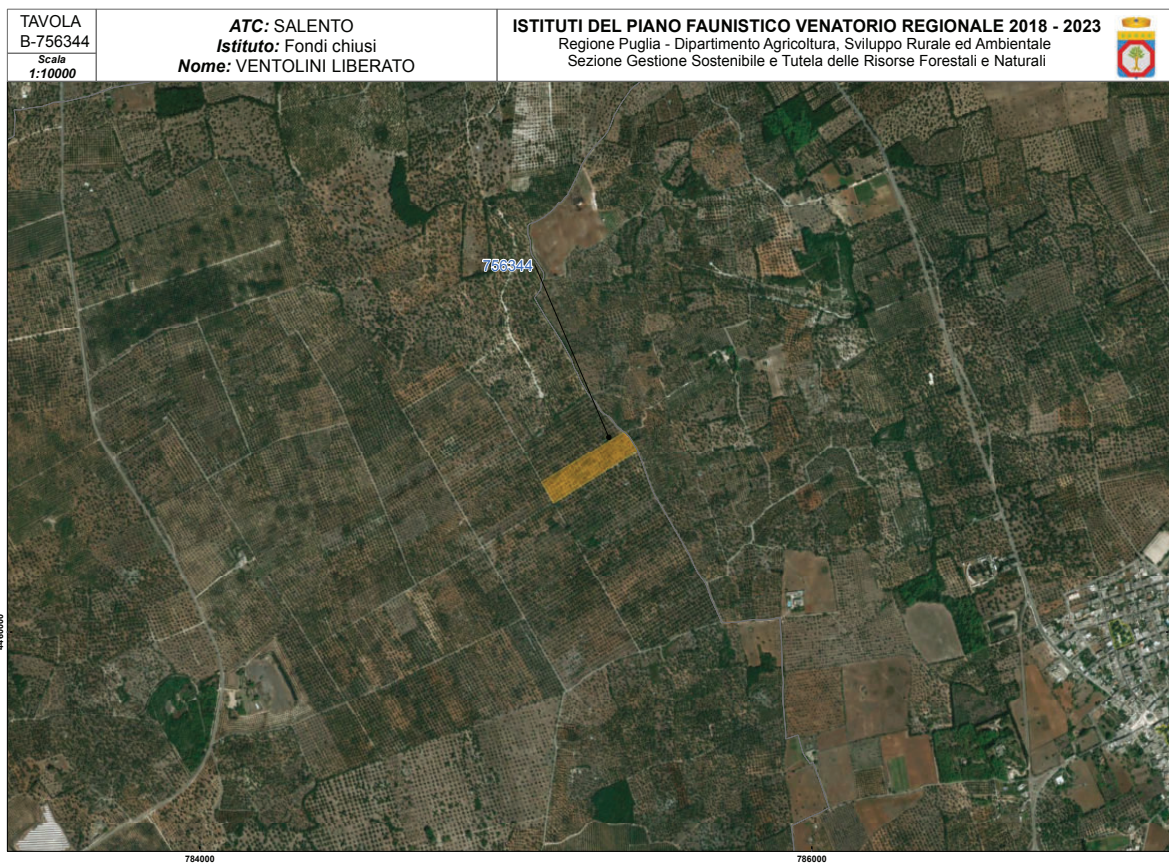 TAVOLA
B-756344
Scala
1:10000
ATC: SALENTO
Istituto: Fondi chiusi
Nome: VENTOLINI LIBERATO
ISTITUTI DEL PIANO FAUNISTICO VENATORIO REGIONALE 2018 - 2023
Regione Puglia - Dipartimento Agricoltura, Sviluppo Rurale ed Ambientale
Sezione Gestione Sostenibile e Tutela delle Risorse Forestali e Naturali
756344
784000
786000